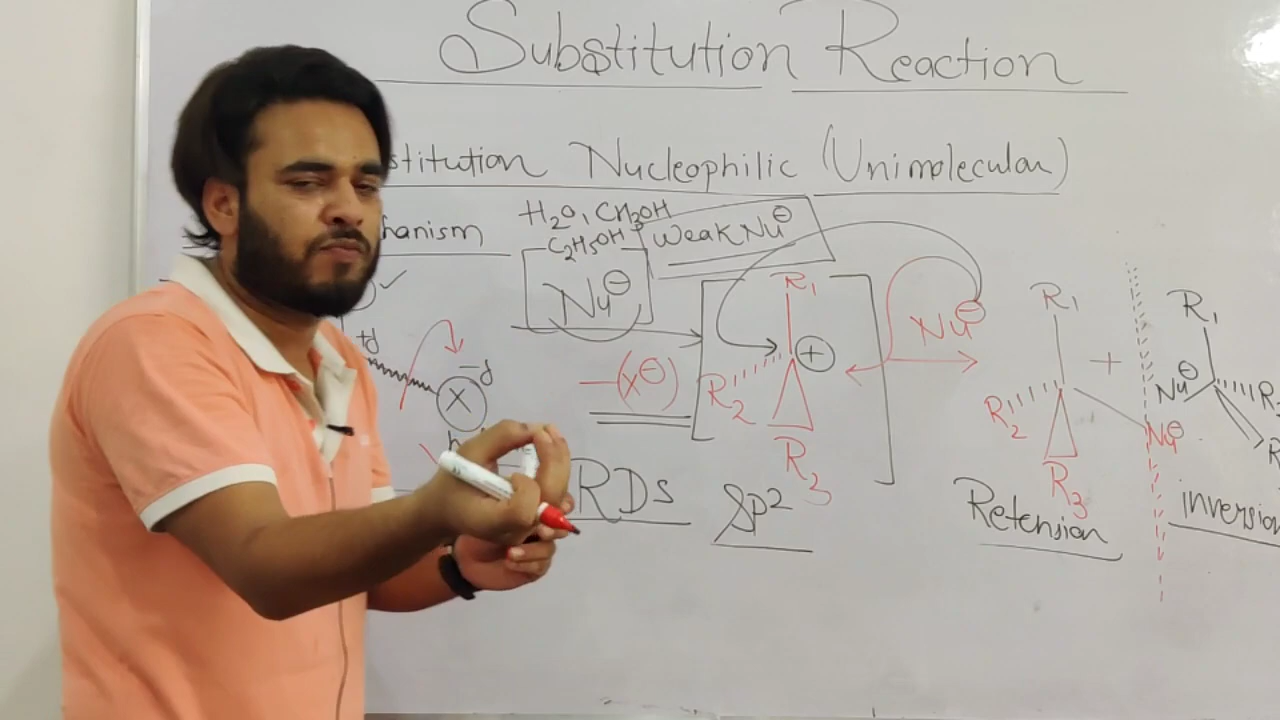 Substitution Reaction
stitution Nucleophilic (Unimolecular)
hanism
H2O, CH3OH
C2H5OH
Weak Nu⊖
Nu⊖
+d
-d
X
-(X⊖)
RDs
R1
⊕
R2
R3
Sp2
Nu⊖
R1
R2
R3
Nu⊖
+
Retension
R1
Nu⊖
R
inversion